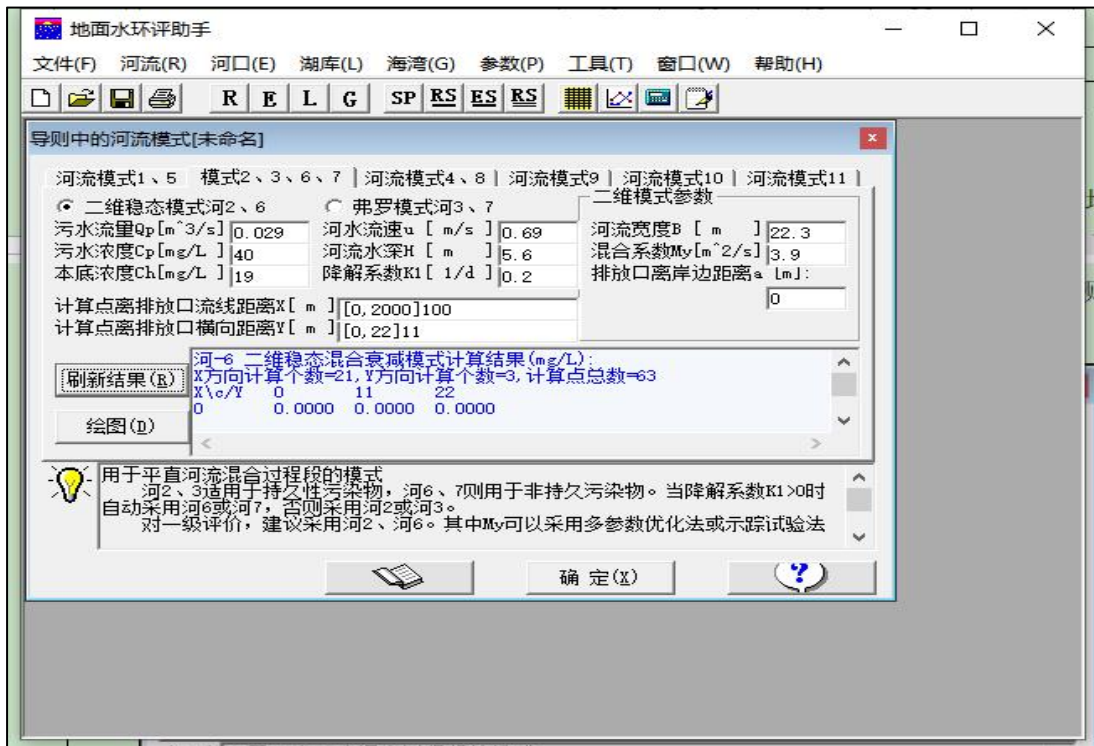 地面水环评助手
文件(F) 河流(R) 河口(E) 湖库(L) 海湾(G) 参数(P) 工具(T) 窗口(W) 帮助(H)
R E L G SP RS ES RS
导则中的河流模式[未命名]
河流模式1、5 模式2、3、6、7 河流模式4、8 河流模式9 河流模式10 河流模式11
二维稳态模式河2、6 弗罗模式河3、7 二维模式参数
污水流量Qp[m^3/s] 0.029 河水流速u [ m/s ] 0.69 河流宽度B [ m ] 22.3
污水浓度Cp[mg/L ] 40 河流水深H [ m ] 5.6 混合系数My[m^2/s] 3.9
本底浓度Ch[mg/L ] 19 降解系数K1[ 1/d ] 0.2 排放口离岸边距离a [m]:
0
计算点离排放口流线距离X[ m ] [0,2000]100
计算点离排放口横向距离Y[ m ] [0,22]11
刷新结果(R)
河-6 二维稳态混合衰减模式计算结果(mg/L):
X方向计算个数=21,Y方向计算个数=3,计算点总数=63
X\c/Y 0 11 22
0 0.0000 0.0000 0.0000
绘图(D)
用于平直河流混合过程段的模式
河2、3适用于持久性污染物，河6、7则用于非持久污染物。当降解系数K1>0时
自动采用河6或河7，否则采用河2或河3。
对一级评价，建议采用河2、河6。其中My可以采用多参数优化法或示踪试验法
确 定(X)
?